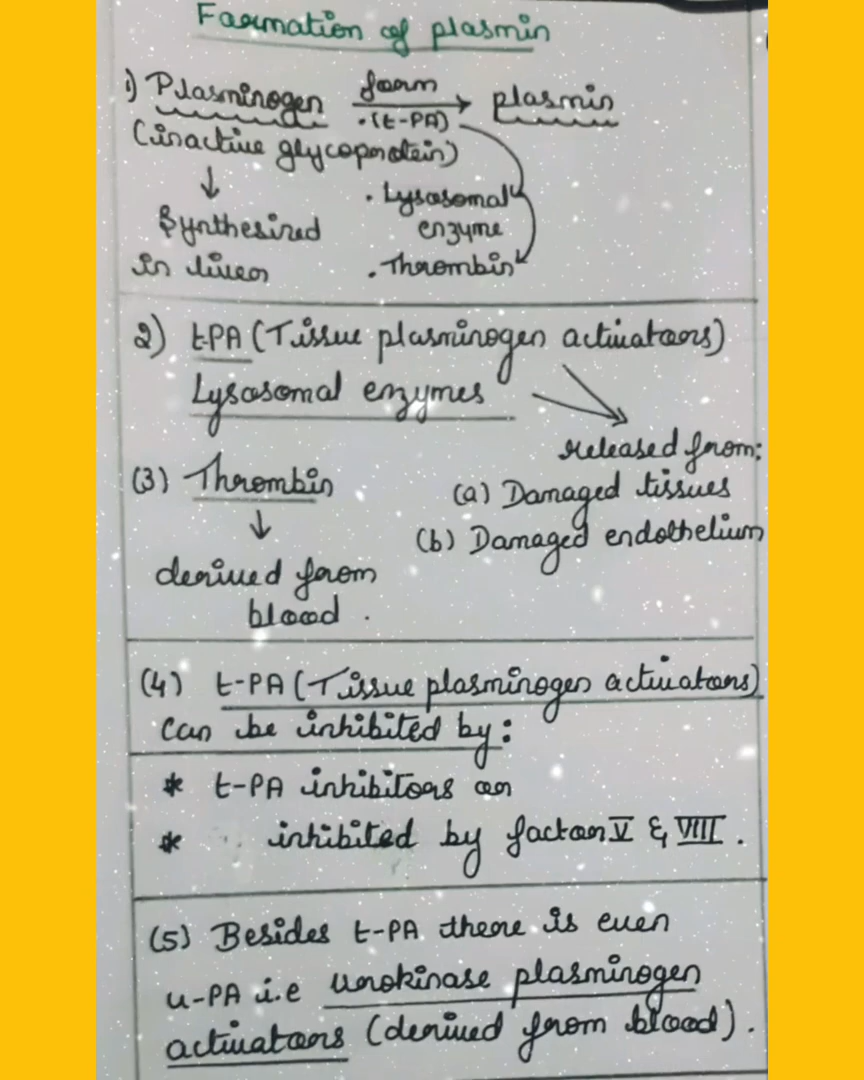 Formation of plasmin
1) Plasminogen form → plasmin
• (t-PA)
(inactive glycoprotein)
↓ • Lysosomal
Synthesized enzyme
in liver • Thrombin
2) t-PA (Tissue plasminogen activators)
Lysosomal enzymes
released from:
(3) Thrombin (a) Damaged tissues
↓ (b) Damaged endothelium
derived from
blood .
(4) t-PA (Tissue plasminogen activators)
Can be inhibited by :
* t-PA inhibitors or
* inhibited by factor V & VIII .
(5) Besides t-PA there is even
u-PA i.e urokinase plasminogen
activators (derived from blood) .